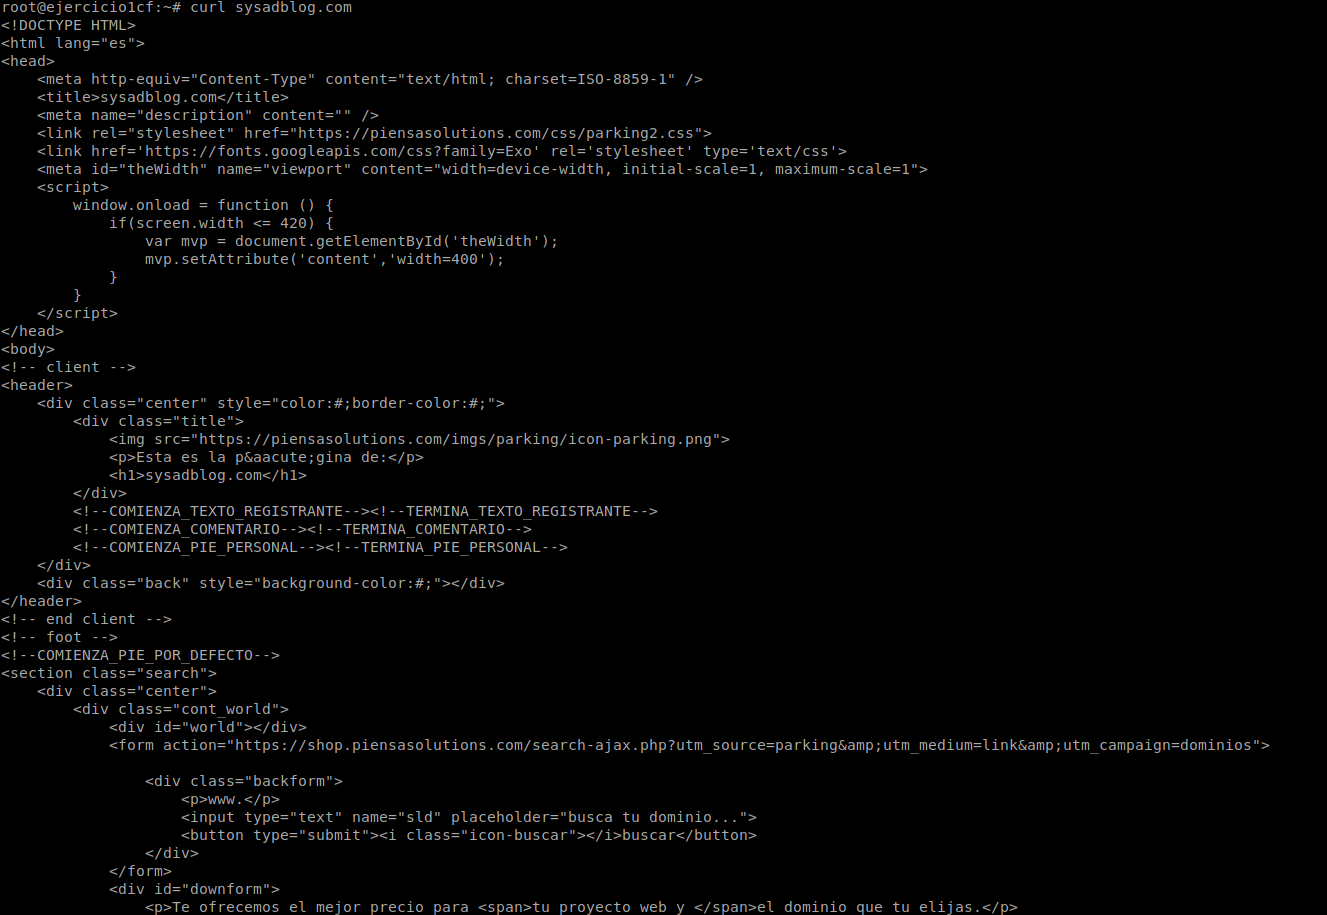 root@ejercicio1cf:~# curl sysadblog.com
<!DOCTYPE HTML>
<html lang="es">
<head>
    <meta http-equiv="Content-Type" content="text/html; charset=ISO-8859-1" />
    <title>sysadblog.com</title>
    <meta name="description" content="" />
    <link rel="stylesheet" href="https://piensasolutions.com/css/parking2.css">
    <link href='https://fonts.googleapis.com/css?family=Exo' rel='stylesheet' type='text/css'>
    <meta id="theWidth" name="viewport" content="width=device-width, initial-scale=1, maximum-scale=1">
    <script>
        window.onload = function () {
            if(screen.width <= 420) {
                var mvp = document.getElementById('theWidth');
                mvp.setAttribute('content','width=400');
            }
        }
    </script>
</head>
<body>
<!-- client -->
<header>
    <div class="center" style="color:#;border-color:#;">
        <div class="title">
            <img src="https://piensasolutions.com/imgs/parking/icon-parking.png">
            <p>Esta es la p&aacute;gina de:</p>
            <h1>sysadblog.com</h1>
        </div>
        <!--COMIENZA_TEXTO_REGISTRANTE--><!--TERMINA_TEXTO_REGISTRANTE-->
        <!--COMIENZA_COMENTARIO--><!--TERMINA_COMENTARIO-->
        <!--COMIENZA_PIE_PERSONAL--><!--TERMINA_PIE_PERSONAL-->
    </div>
    <div class="back" style="background-color:#;"></div>
</header>
<!-- end client -->
<!-- foot -->
<!--COMIENZA_PIE_POR_DEFECTO-->
<section class="search">
    <div class="center">
        <div class="cont_world">
            <div id="world"></div>
            <form action="https://shop.piensasolutions.com/search-ajax.php?utm_source=parking&amp;utm_medium=link&amp;utm_campaign=dominios">

                <div class="backform">
                    <p>www.</p>
                    <input type="text" name="sld" placeholder="busca tu dominio...">
                    <button type="submit"><i class="icon-buscar"></i>buscar</button>
                </div>
            </form>
            <div id="downform">
                <p>Te ofrecemos el mejor precio para <span>tu proyecto web y </span>el dominio que tu elijas.</p>